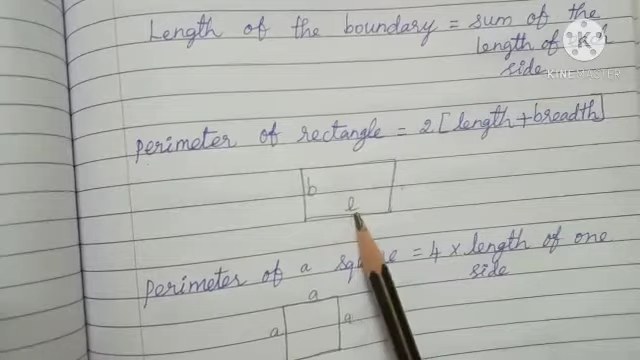 Length of the boundary = sum of the
length of
side
KINEMASTER
Perimeter of rectangle = 2 [length + breadth]
b
l
Perimeter of a = 4 x length of one
side
a
a
a